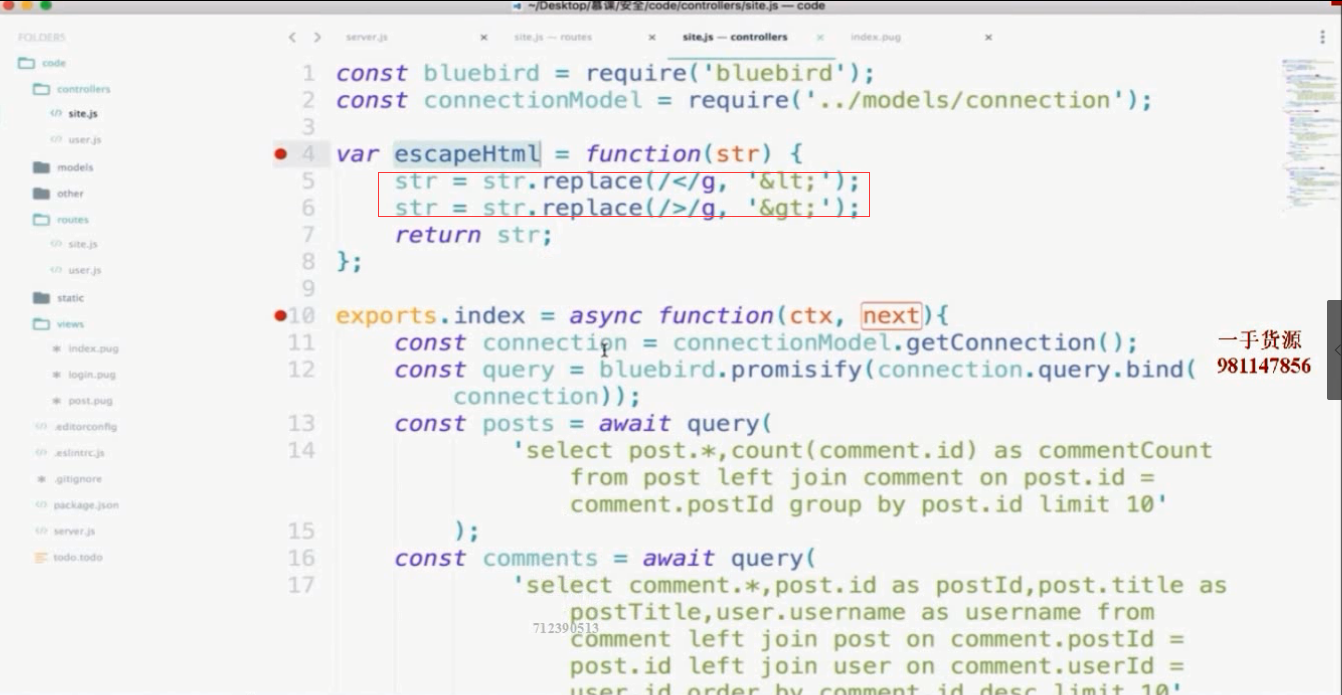 ~/Desktop/慕课/安全/code/controllers/site.js — code
FOLDERS
code
controllers
site.js
user.js
models
other
routes
site.js
user.js
static
views
index.pug
login.pug
post.pug
.editorconfig
.eslintrc.js
.gitignore
package.json
server.js
todo.todo
server.js
site.js — routes
site.js — controllers
index.pug
1 const bluebird = require('bluebird');
2 const connectionModel = require('../models/connection');
3
4 var escapeHtml = function(str) {
5 str = str.replace(/</g, '&lt;');
6 str = str.replace(/>/g, '&gt;');
7 return str;
8 };
9
10 exports.index = async function(ctx, next){
11 const connection = connectionModel.getConnection();
12 const query = bluebird.promisify(connection.query.bind(
connection));
13 const posts = await query(
14 'select post.*,count(comment.id) as commentCount
from post left join comment on post.id =
comment.postId group by post.id limit 10'
15 );
16 const comments = await query(
17 'select comment.*,post.id as postId,post.title as
postTitle,user.username as username from
comment left join post on comment.postId =
post.id left join user on comment.userId =
user.id order by comment.id desc limit 10'
一手货源
981147856
712390513